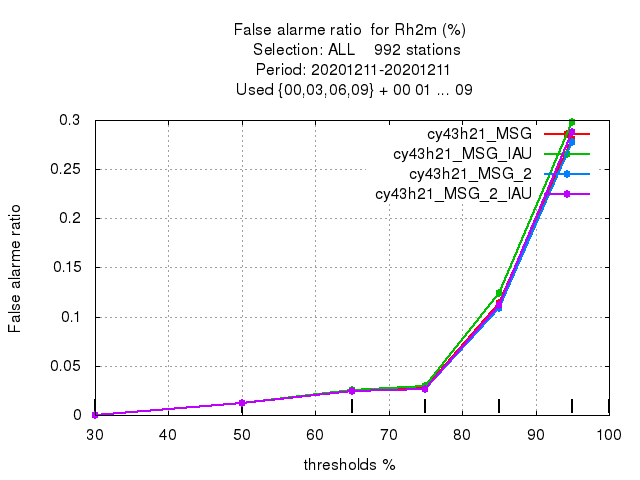 False alarme ratio  for Rh2m (%)
Selection: ALL    992 stations
Period: 20201211-20201211
Used {00,03,06,09} + 00 01 ... 09
cy43h21_MSG
cy43h21_MSG_IAU
cy43h21_MSG_2
cy43h21_MSG_2_IAU
False alarme ratio
0.3
0.25
0.2
0.15
0.1
0.05
0
30 40 50 60 70 80 90 100
thresholds %